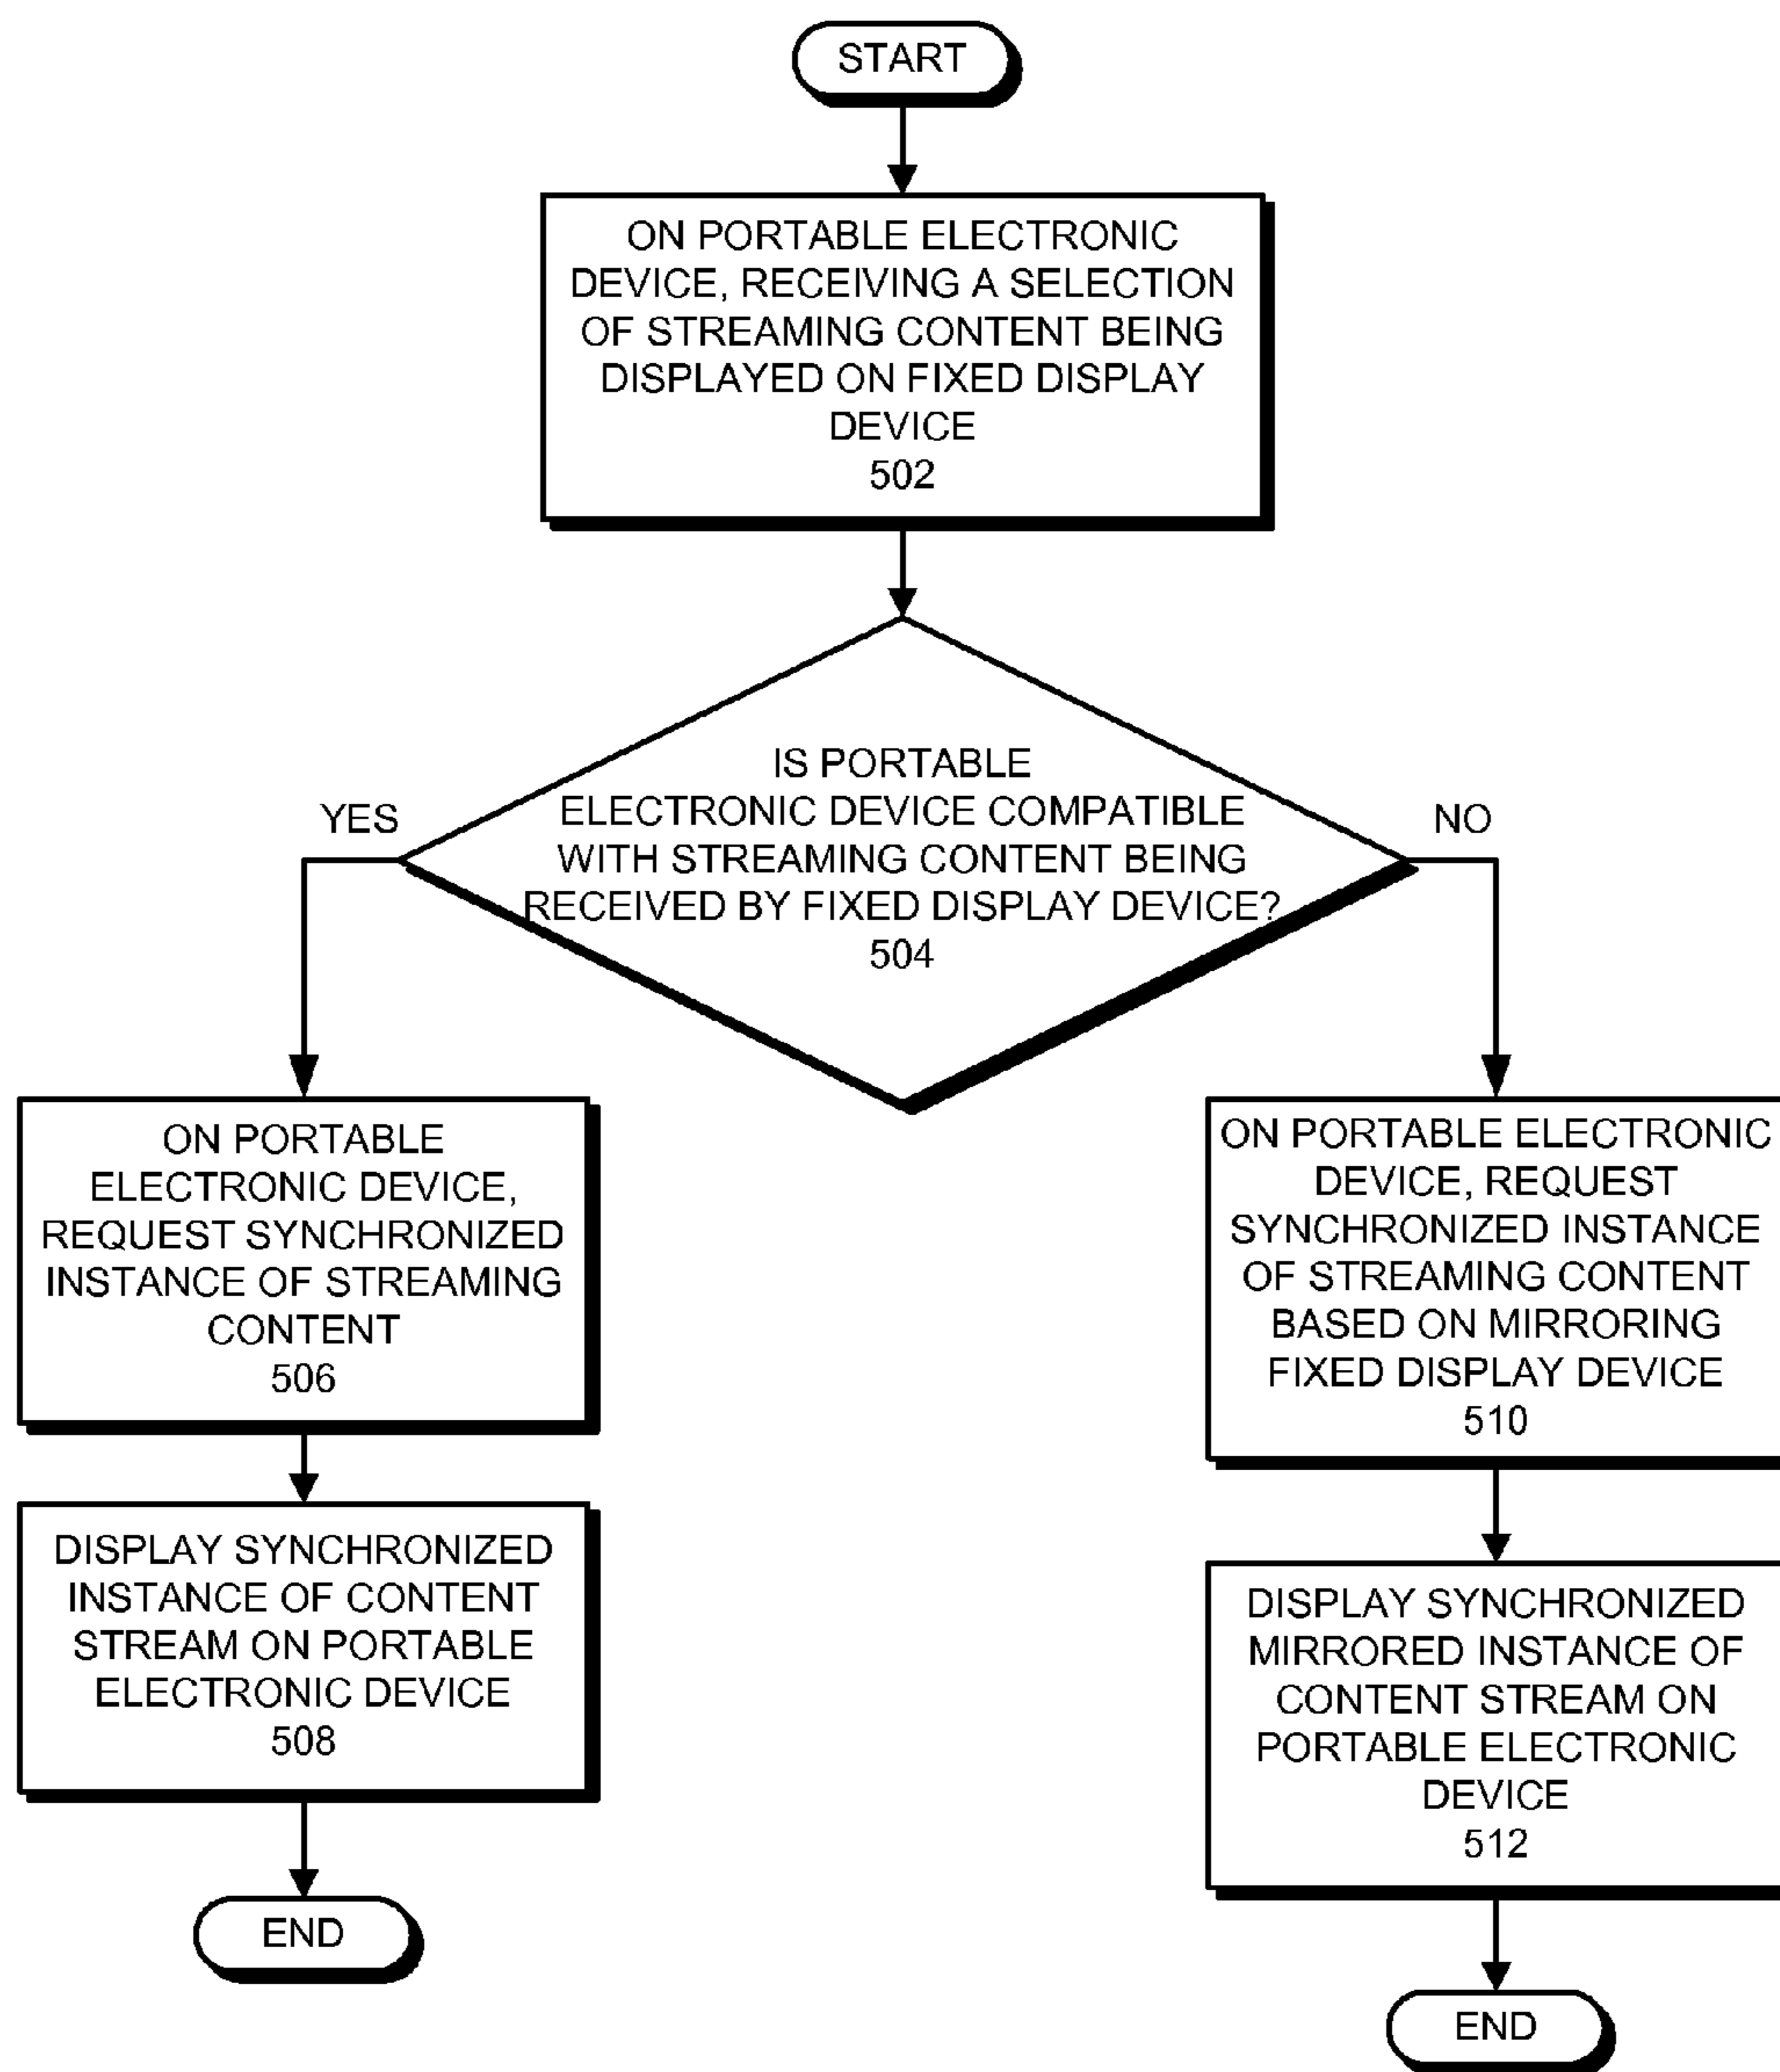 START
ON PORTABLE ELECTRONIC
DEVICE, RECEIVING A SELECTION
OF STREAMING CONTENT BEING
DISPLAYED ON FIXED DISPLAY
DEVICE
502
IS PORTABLE
ELECTRONIC DEVICE COMPATIBLE
WITH STREAMING CONTENT BEING
RECEIVED BY FIXED DISPLAY DEVICE?
504
YES
NO
ON PORTABLE
ELECTRONIC DEVICE,
REQUEST SYNCHRONIZED
INSTANCE OF STREAMING
CONTENT
506
DISPLAY SYNCHRONIZED
INSTANCE OF CONTENT
STREAM ON PORTABLE
ELECTRONIC DEVICE
508
END
ON PORTABLE ELECTRONIC
DEVICE, REQUEST
SYNCHRONIZED INSTANCE
OF STREAMING CONTENT
BASED ON MIRRORING
FIXED DISPLAY DEVICE
510
DISPLAY SYNCHRONIZED
MIRRORED INSTANCE OF
CONTENT STREAM ON
PORTABLE ELECTRONIC
DEVICE
512
END